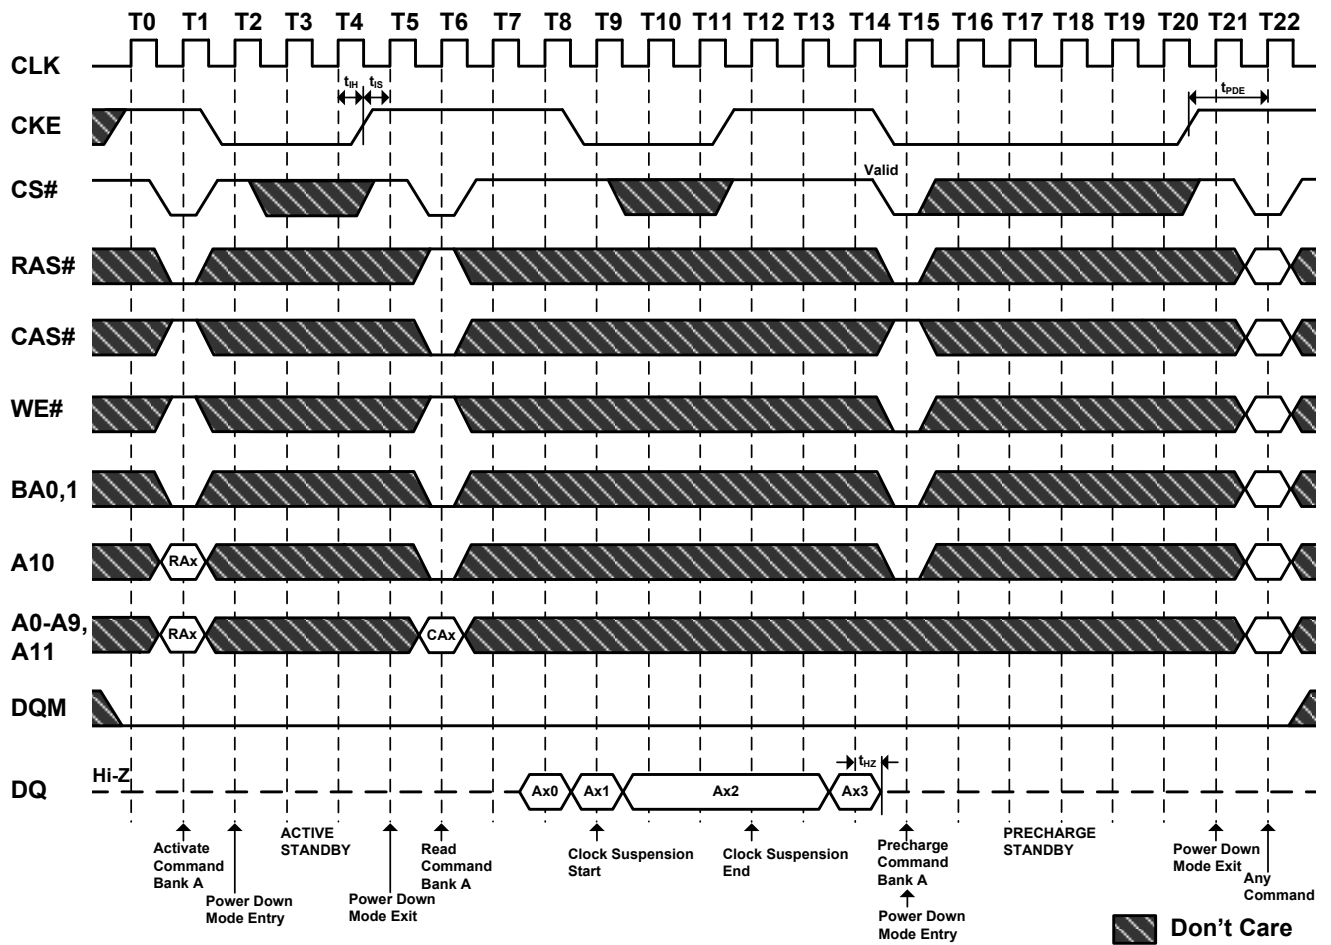 T0 T1 T2 T3 T4 T5 T6 T7 T8 T9 T10 T11 T12 T13 T14 T15 T16 T17 T18 T19 T20 T21 T22
CLK
tIH tIS tPDE
CKE
Valid
CS#
RAS#
CAS#
WE#
BA0,1
A10
RAx
A0-A9,
A11
RAx CAx
DQM
Hi-Z
tHZ
DQ
Ax0 Ax1 Ax2 Ax3
Activate
Command
Bank A
Power Down
Mode Entry
ACTIVE
STANDBY
Power Down
Mode Exit
Read
Command
Bank A
Clock Suspension
Start
Clock Suspension
End
Precharge
Command
Bank A
Power Down
Mode Entry
PRECHARGE
STANDBY
Power Down
Mode Exit
Any
Command
Don't Care